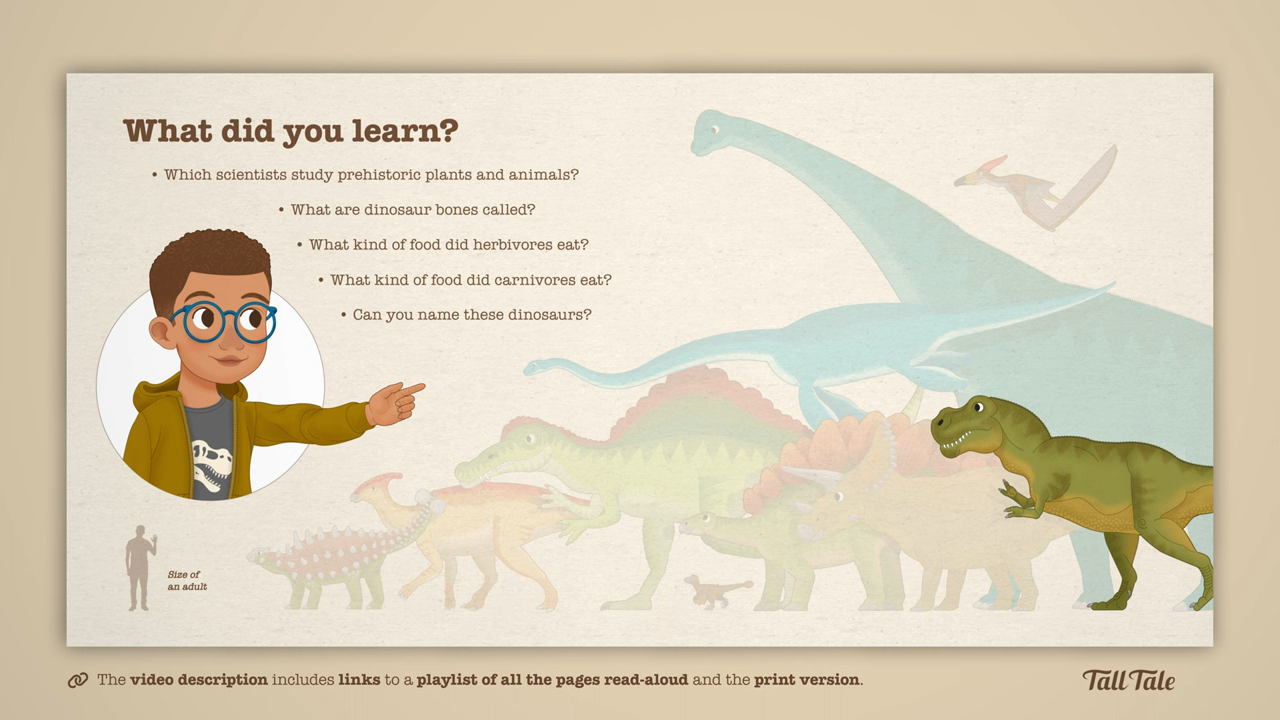 What did you learn?
• Which scientists study prehistoric plants and animals?
• What are dinosaur bones called?
• What kind of food did herbivores eat?
• What kind of food did carnivores eat?
• Can you name these dinosaurs?
Size of
an adult
The video description includes links to a playlist of all the pages read-aloud and the print version.
Tall Tale